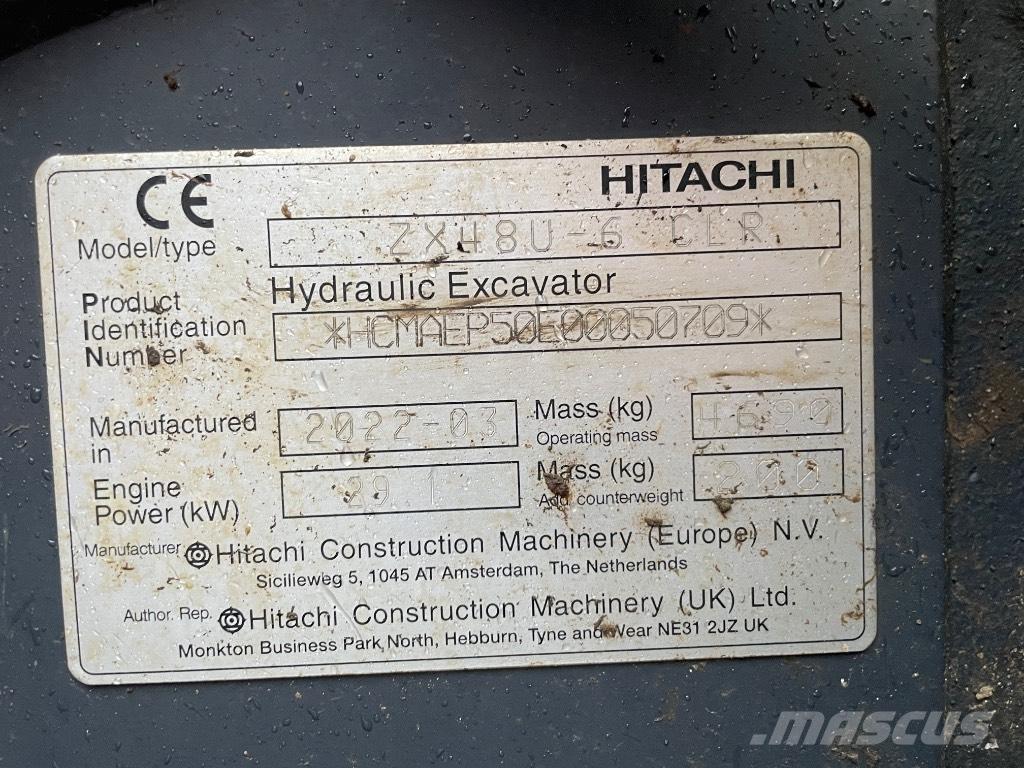 CE
HITACHI
Model/type ZX48U-6 CLR
Hydraulic Excavator
Product
Identification *HCMAEP50E00050709*
Number
Manufactured in 2022-03
Mass (kg) 4690
Operating mass
Engine Power (kW) 29.1
Mass (kg) 200
Add. counterweight
Manufacturer Hitachi Construction Machinery (Europe) N.V.
Sicilieweg 5, 1045 AT Amsterdam, The Netherlands
Author. Rep. Hitachi Construction Machinery (UK) Ltd.
Monkton Business Park North, Hebburn, Tyne and Wear NE31 2JZ UK
MASCUS